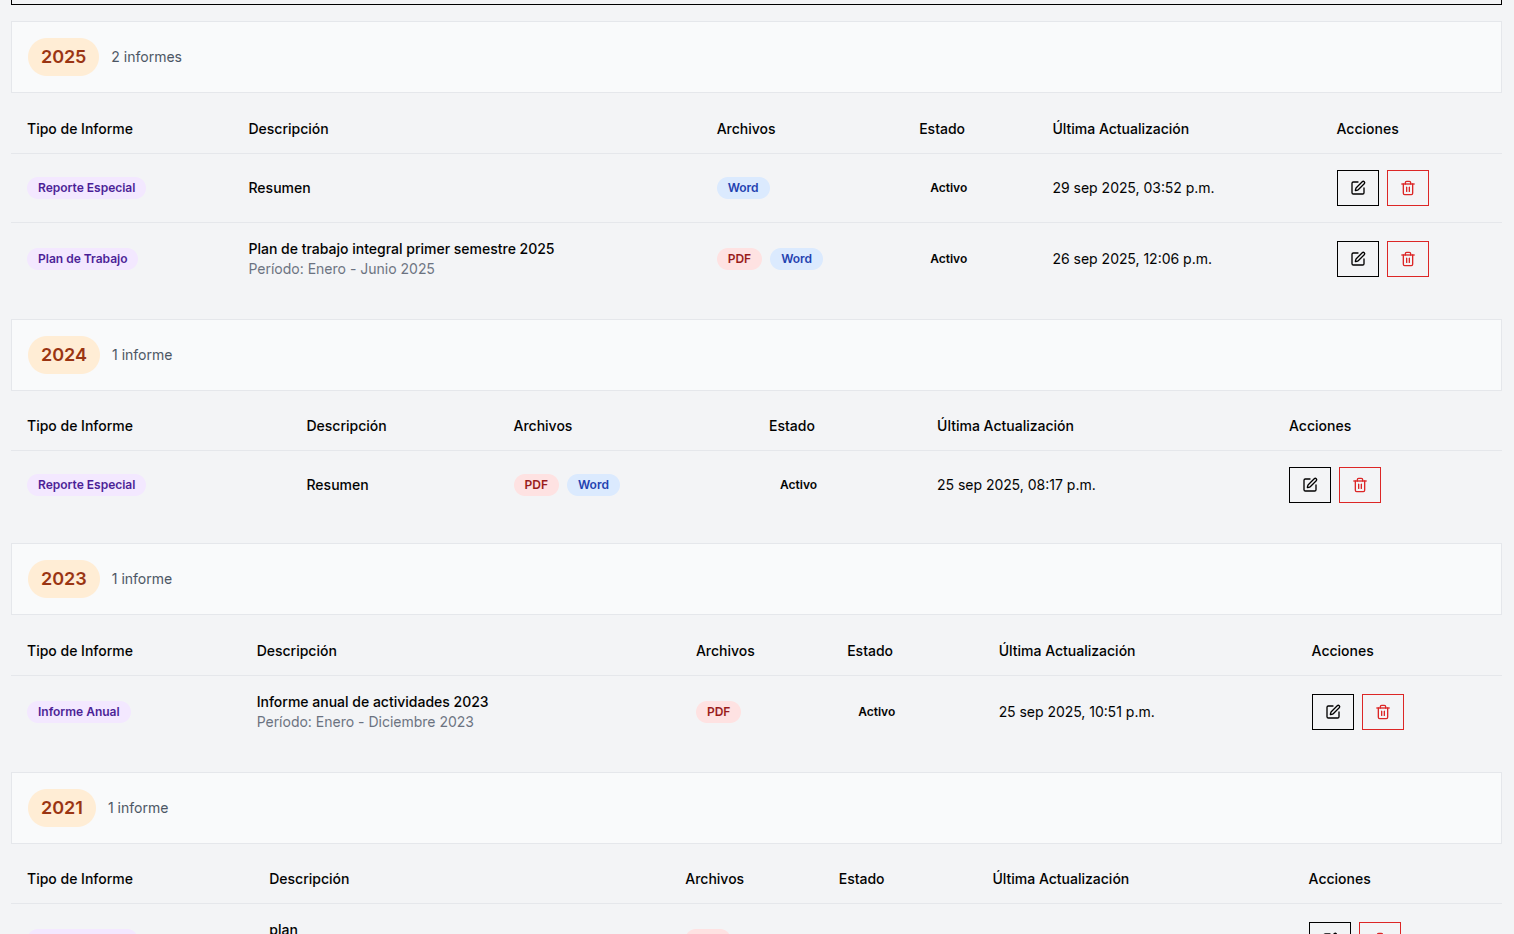 2025 2 informes
Tipo de Informe Descripción Archivos Estado Última Actualización Acciones
Reporte Especial Resumen Word Activo 29 sep 2025, 03:52 p.m.
Plan de Trabajo Plan de trabajo integral primer semestre 2025 PDF Word Activo 26 sep 2025, 12:06 p.m.
Período: Enero - Junio 2025
2024 1 informe
Tipo de Informe Descripción Archivos Estado Última Actualización Acciones
Reporte Especial Resumen PDF Word Activo 25 sep 2025, 08:17 p.m.
2023 1 informe
Tipo de Informe Descripción Archivos Estado Última Actualización Acciones
Informe Anual Informe anual de actividades 2023 PDF Activo 25 sep 2025, 10:51 p.m.
Período: Enero - Diciembre 2023
2021 1 informe
Tipo de Informe Descripción Archivos Estado Última Actualización Acciones
plan